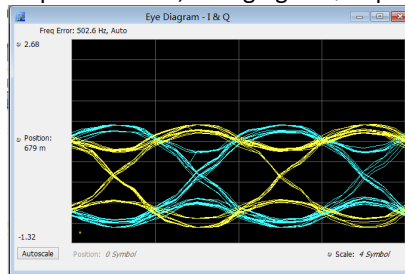 Eye Diagram - I & Q
Freq Error: 502.6 Hz, Auto
2.68
Position:
679 m
-1.32
Autoscale
Position: 0 Symbol
Scale: 4 Symbol